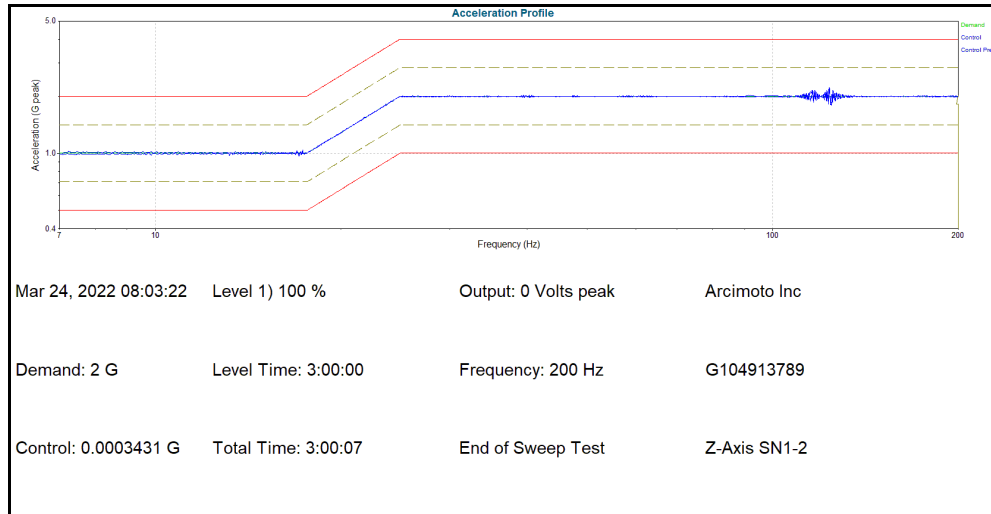 Acceleration Profile
5.0
Demand
Control
Control Pre
Acceleration (G peak)
1.0
0.4
7
10
100
200
Frequency (Hz)
Mar 24, 2022 08:03:22 Level 1) 100 % Output: 0 Volts peak Arcimoto Inc
Demand: 2 G Level Time: 3:00:00 Frequency: 200 Hz G104913789
Control: 0.0003431 G Total Time: 3:00:07 End of Sweep Test Z-Axis SN1-2